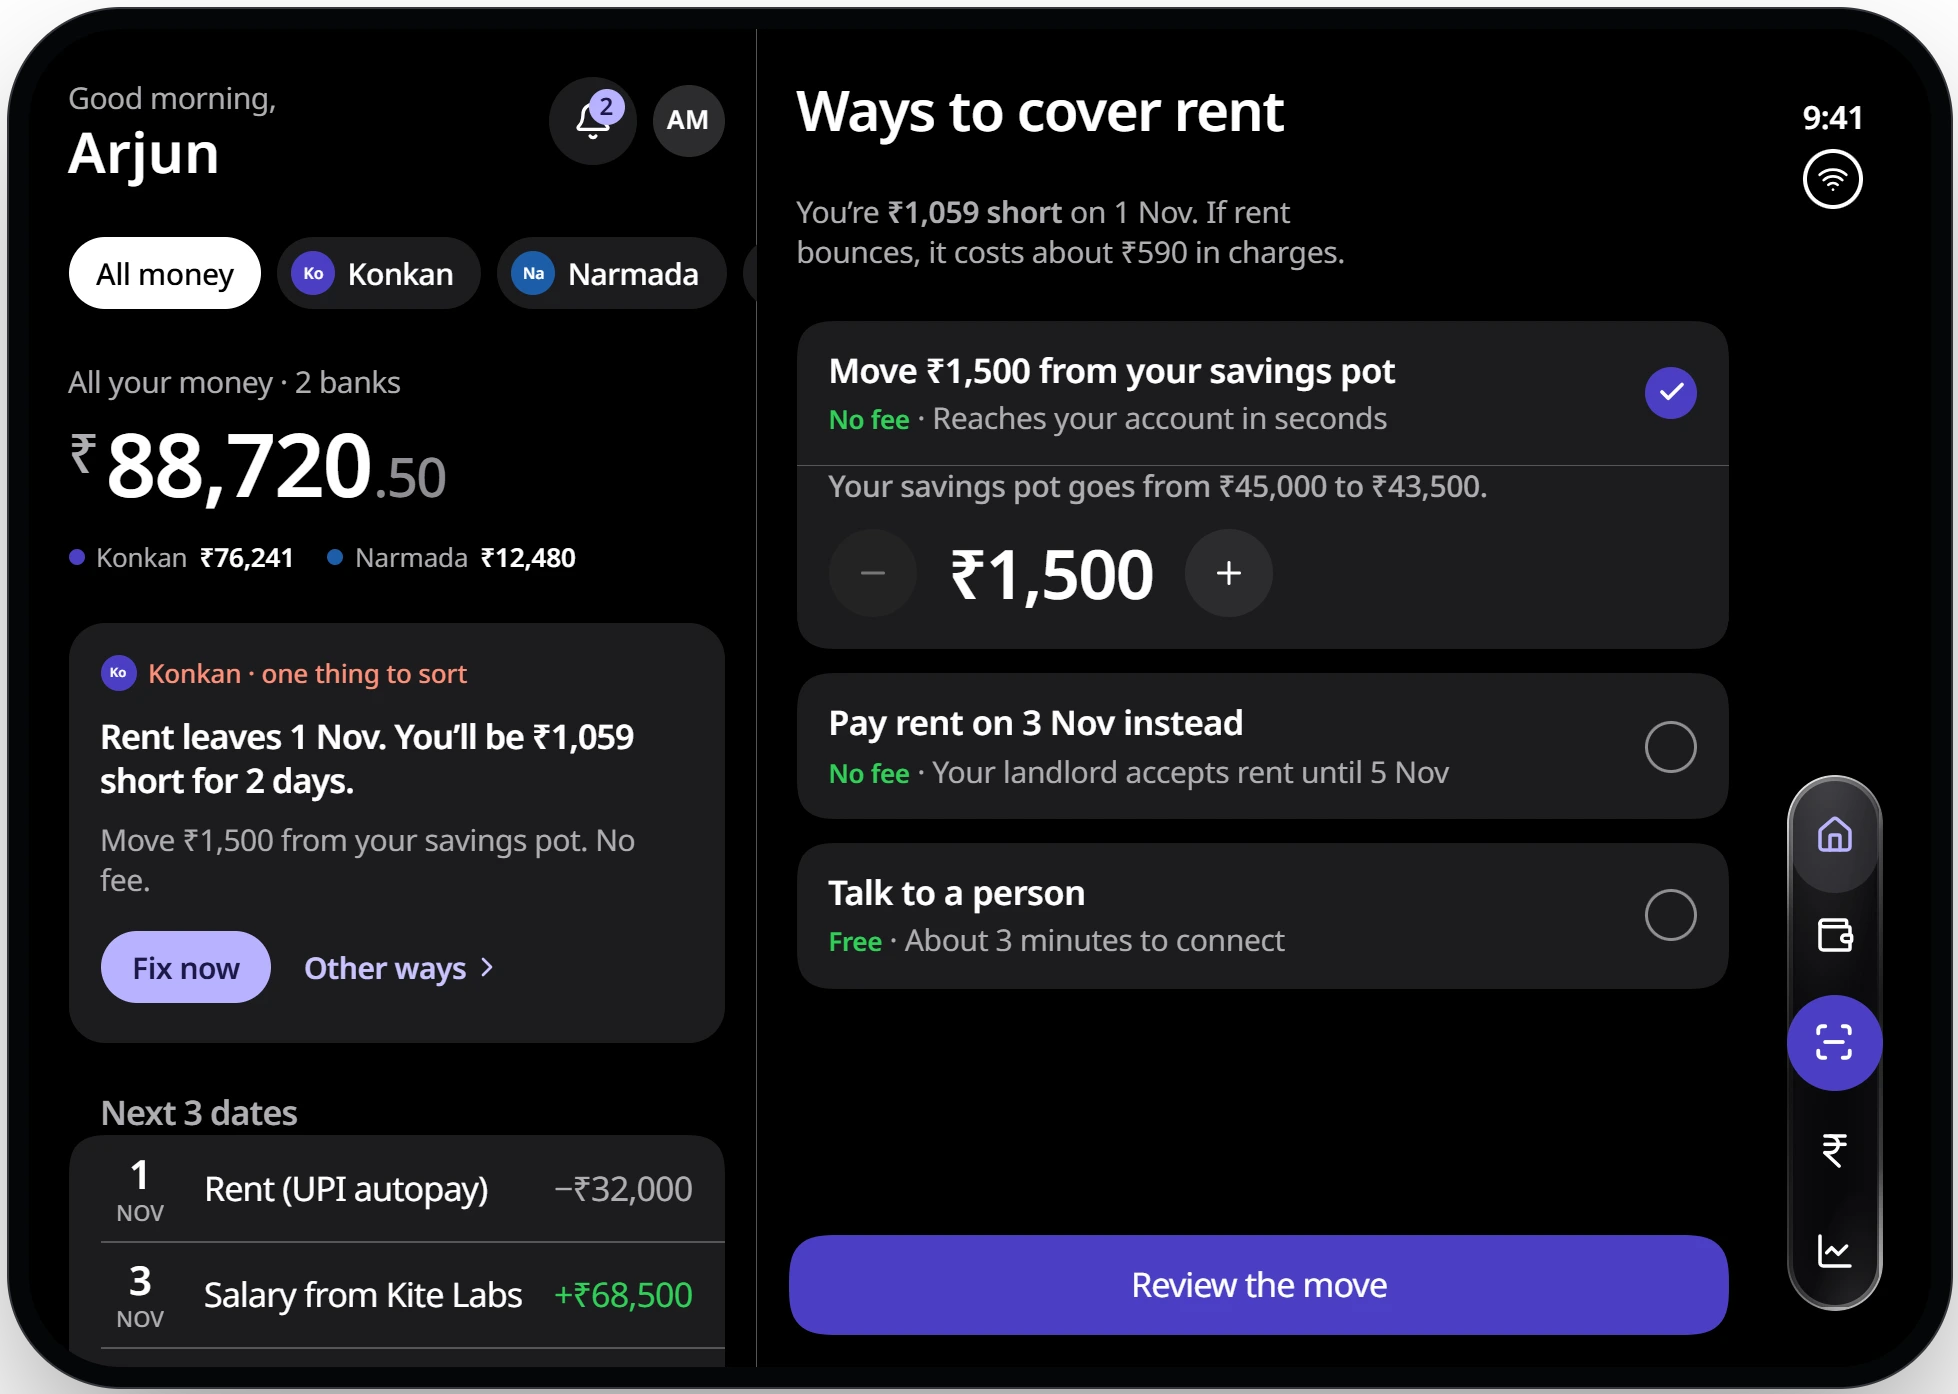 Good morning,
Arjun
2
AM
All money
Ko Konkan
Na Narmada
All your money · 2 banks
₹88,720.50
Konkan ₹76,241
Narmada ₹12,480
Ko Konkan · one thing to sort
Rent leaves 1 Nov. You’ll be ₹1,059
short for 2 days.
Move ₹1,500 from your savings pot. No
fee.
Fix now
Other ways
Next 3 dates
1 NOV Rent (UPI autopay) −₹32,000
3 NOV Salary from Kite Labs +₹68,500
Ways to cover rent
You’re ₹1,059 short on 1 Nov. If rent
bounces, it costs about ₹590 in charges.
Move ₹1,500 from your savings pot
No fee · Reaches your account in seconds
Your savings pot goes from ₹45,000 to ₹43,500.
− ₹1,500 +
Pay rent on 3 Nov instead
No fee · Your landlord accepts rent until 5 Nov
Talk to a person
Free · About 3 minutes to connect
Review the move
9:41
₹